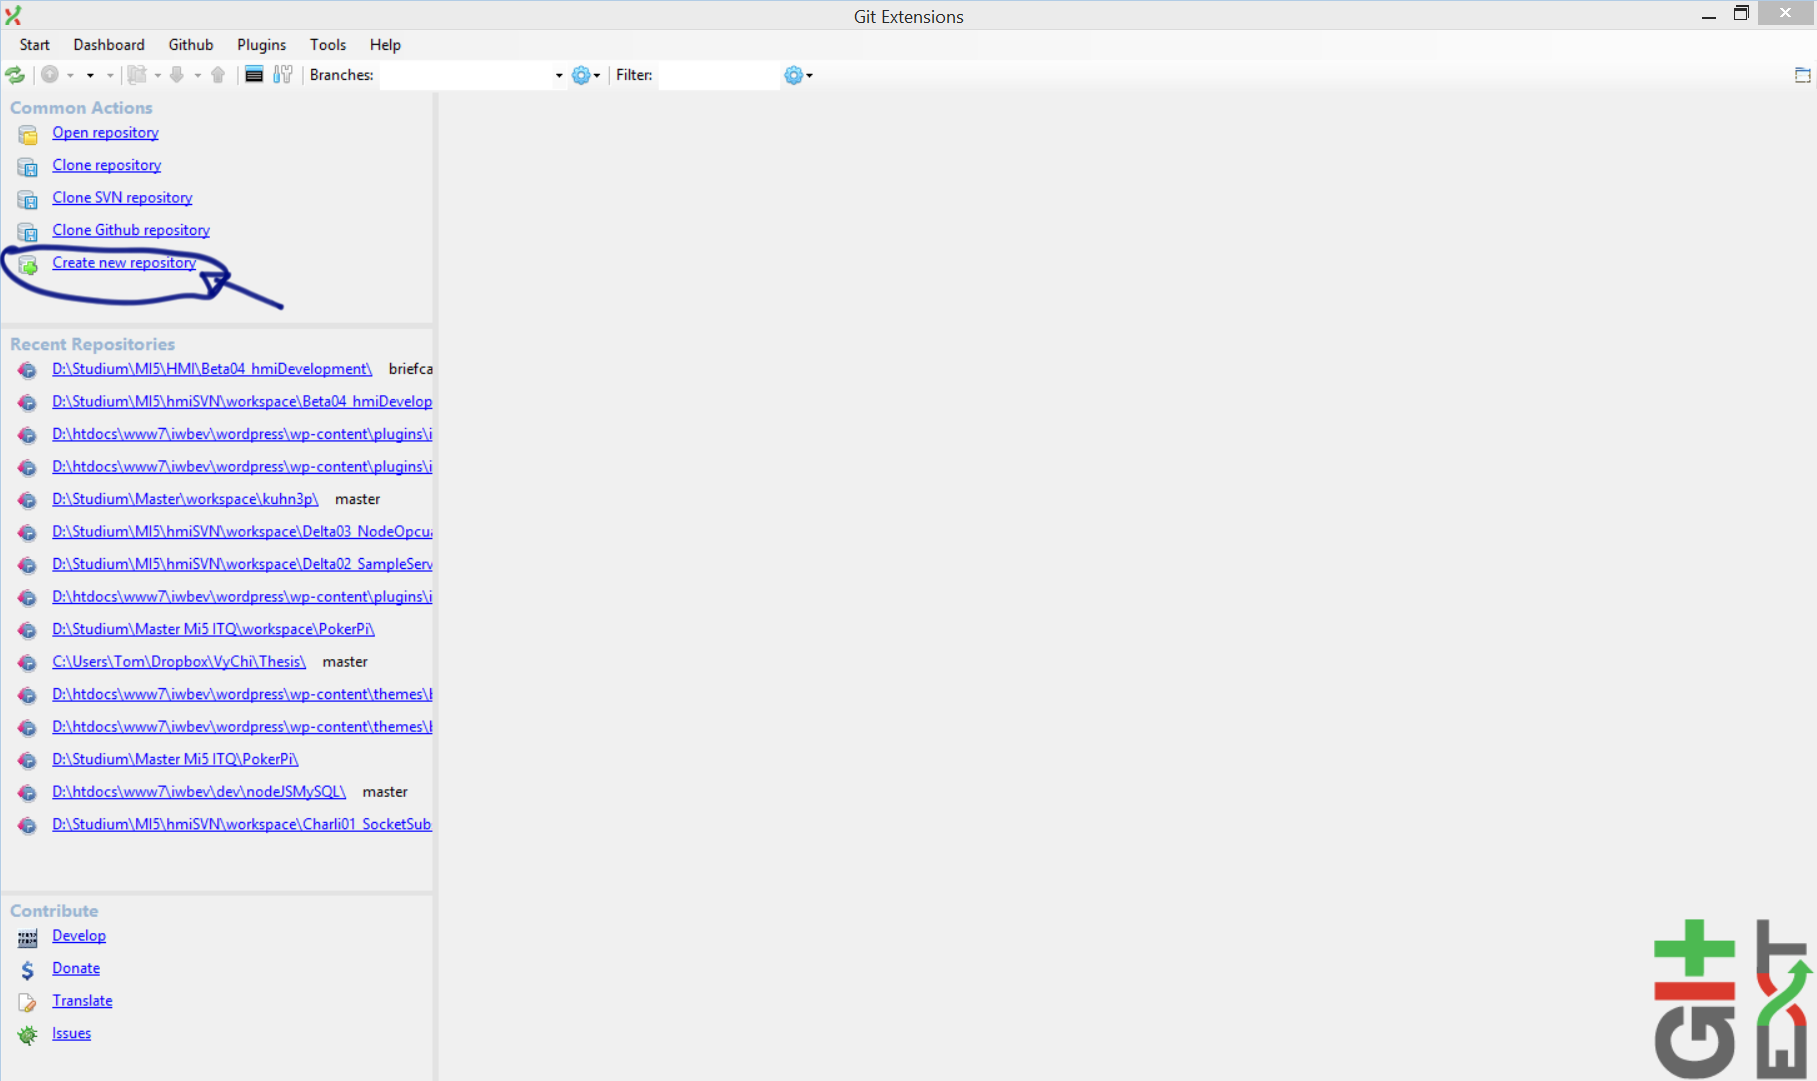 Git Extensions
Start Dashboard Github Plugins Tools Help
Branches: Filter:
Common Actions
Open repository
Clone repository
Clone SVN repository
Clone Github repository
Create new repository
Recent Repositories
D:\Studium\MI5\HMI\Beta04_hmiDevelopment\ briefca
D:\Studium\MI5\hmiSVN\workspace\Beta04_hmiDevelop
D:\htdocs\www7\iwbev\wordpress\wp-content\plugins\i
D:\htdocs\www7\iwbev\wordpress\wp-content\plugins\i
D:\Studium\Master\workspace\kuhn3p\ master
D:\Studium\MI5\hmiSVN\workspace\Delta03_NodeOpcua
D:\Studium\MI5\hmiSVN\workspace\Delta02_SampleServ
D:\htdocs\www7\iwbev\wordpress\wp-content\plugins\i
D:\Studium\Master Mi5 ITQ\workspace\PokerPi\
C:\Users\Tom\Dropbox\VyChi\Thesis\ master
D:\htdocs\www7\iwbev\wordpress\wp-content\themes\b
D:\htdocs\www7\iwbev\wordpress\wp-content\themes\b
D:\Studium\Master Mi5 ITQ\PokerPi\
D:\htdocs\www7\iwbev\dev\nodeJSMySQL\ master
D:\Studium\MI5\hmiSVN\workspace\Charli01_SocketSub
Contribute
Develop
Donate
Translate
Issues
Git
EXT